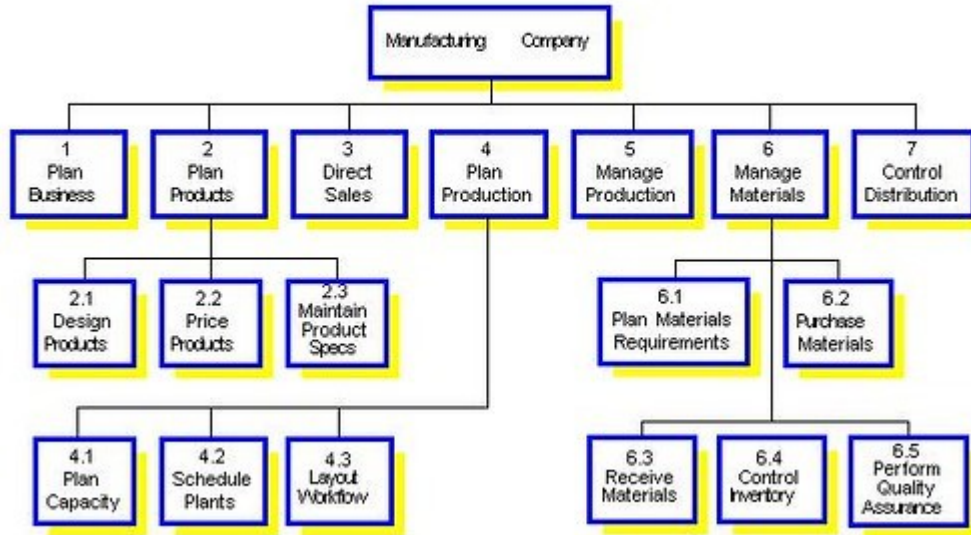 Manufacturing Company
1
Plan
Business
2
Plan
Products
3
Direct
Sales
4
Plan
Production
5
Manage
Production
6
Manage
Materials
7
Control
Distribution
2.1
Design
Products
2.2
Price
Products
2.3
Maintain
Product
Specs
6.1
Plan Materials
Requirements
6.2
Purchase
Materials
4.1
Plan
Capacity
4.2
Schedule
Plants
4.3
Layout
Workflow
6.3
Receive
Materials
6.4
Control
Inventory
6.5
Perform
Quality
Assurance